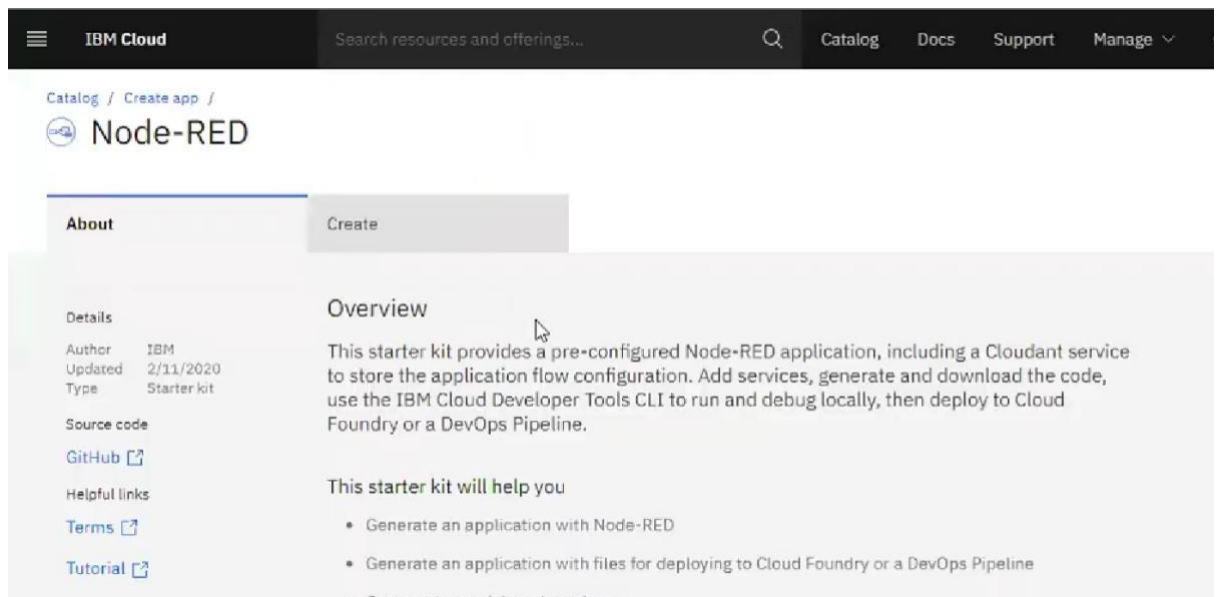 IBM Cloud
Search resources and offerings...
Catalog
Docs
Support
Manage
Catalog / Create app /
Node-RED
About
Create
Details
Author IBM
Updated 2/11/2020
Type Starter kit
Source code
GitHub
Helpful links
Terms
Tutorial
Overview
This starter kit provides a pre-configured Node-RED application, including a Cloudant service
to store the application flow configuration. Add services, generate and download the code,
use the IBM Cloud Developer Tools CLI to run and debug locally, then deploy to Cloud
Foundry or a DevOps Pipeline.
This starter kit will help you
• Generate an application with Node-RED
• Generate an application with files for deploying to Cloud Foundry or a DevOps Pipeline